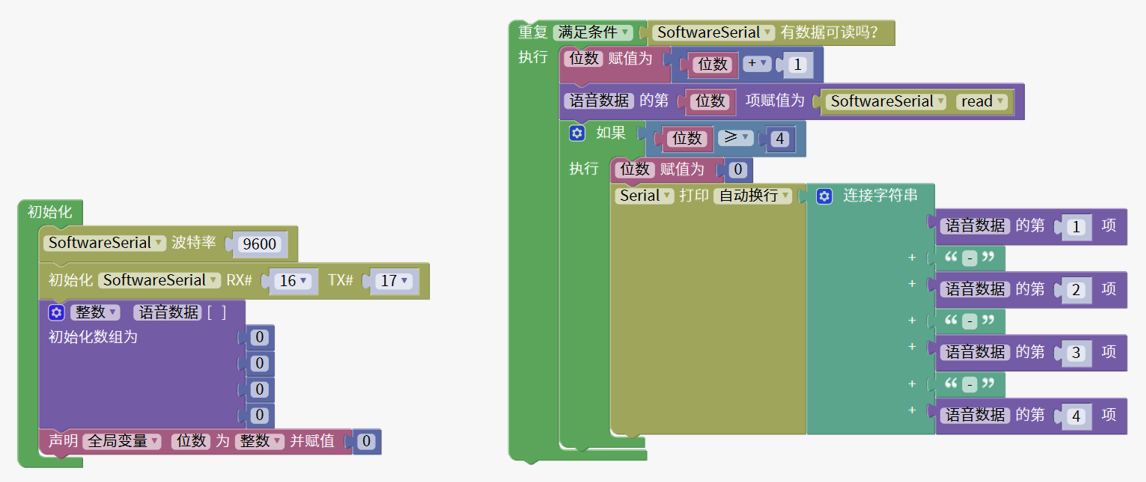 初始化
SoftwareSerial 波特率 9600
初始化 SoftwareSerial RX# 16 TX# 17
整数 语音数据 [ ]
初始化数组为 0
0
0
0
声明 全局变量 位数 为 整数 并赋值 0
重复 满足条件 SoftwareSerial 有数据可读吗?
执行 位数 赋值为 位数 + 1
语音数据 的第 位数 项赋值为 SoftwareSerial read
如果 位数 ≥ 4
执行 位数 赋值为 0
Serial 打印 自动换行 连接字符串
语音数据 的第 1 项
+ “ - ”
+ 语音数据 的第 2 项
+ “ - ”
+ 语音数据 的第 3 项
+ “ - ”
+ 语音数据 的第 4 项